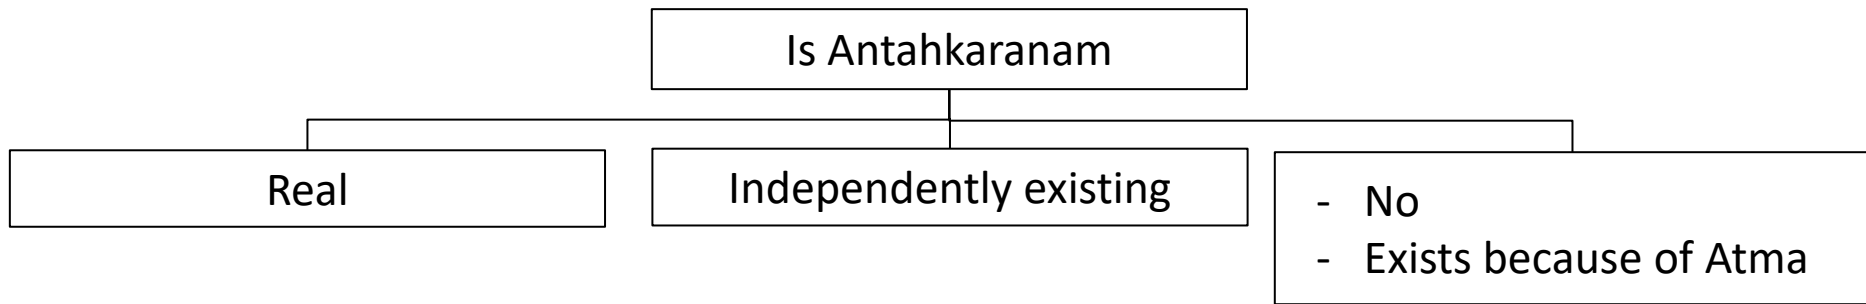 Is Antahkaranam
Real
Independently existing
- No
- Exists because of Atma